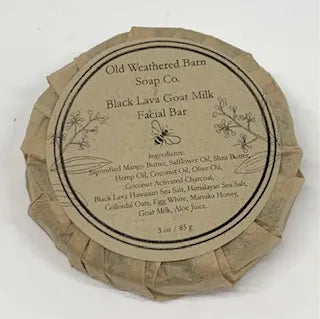 Old Weathered Barn
Soap Co.
Black Lava Goat Milk
Facial Bar
Ingredients:
Saponified Mango Butter, Safflower Oil, Shea Butter,
Hemp Oil, Coconut Oil, Olive Oil,
Coconut Activated Charcoal,
Black Lava Hawaiian Sea Salt, Himalayan Sea Salt,
Colloidal Oats, Egg White, Manuka Honey,
Goat Milk, Aloe Juice.
3 oz / 85 g